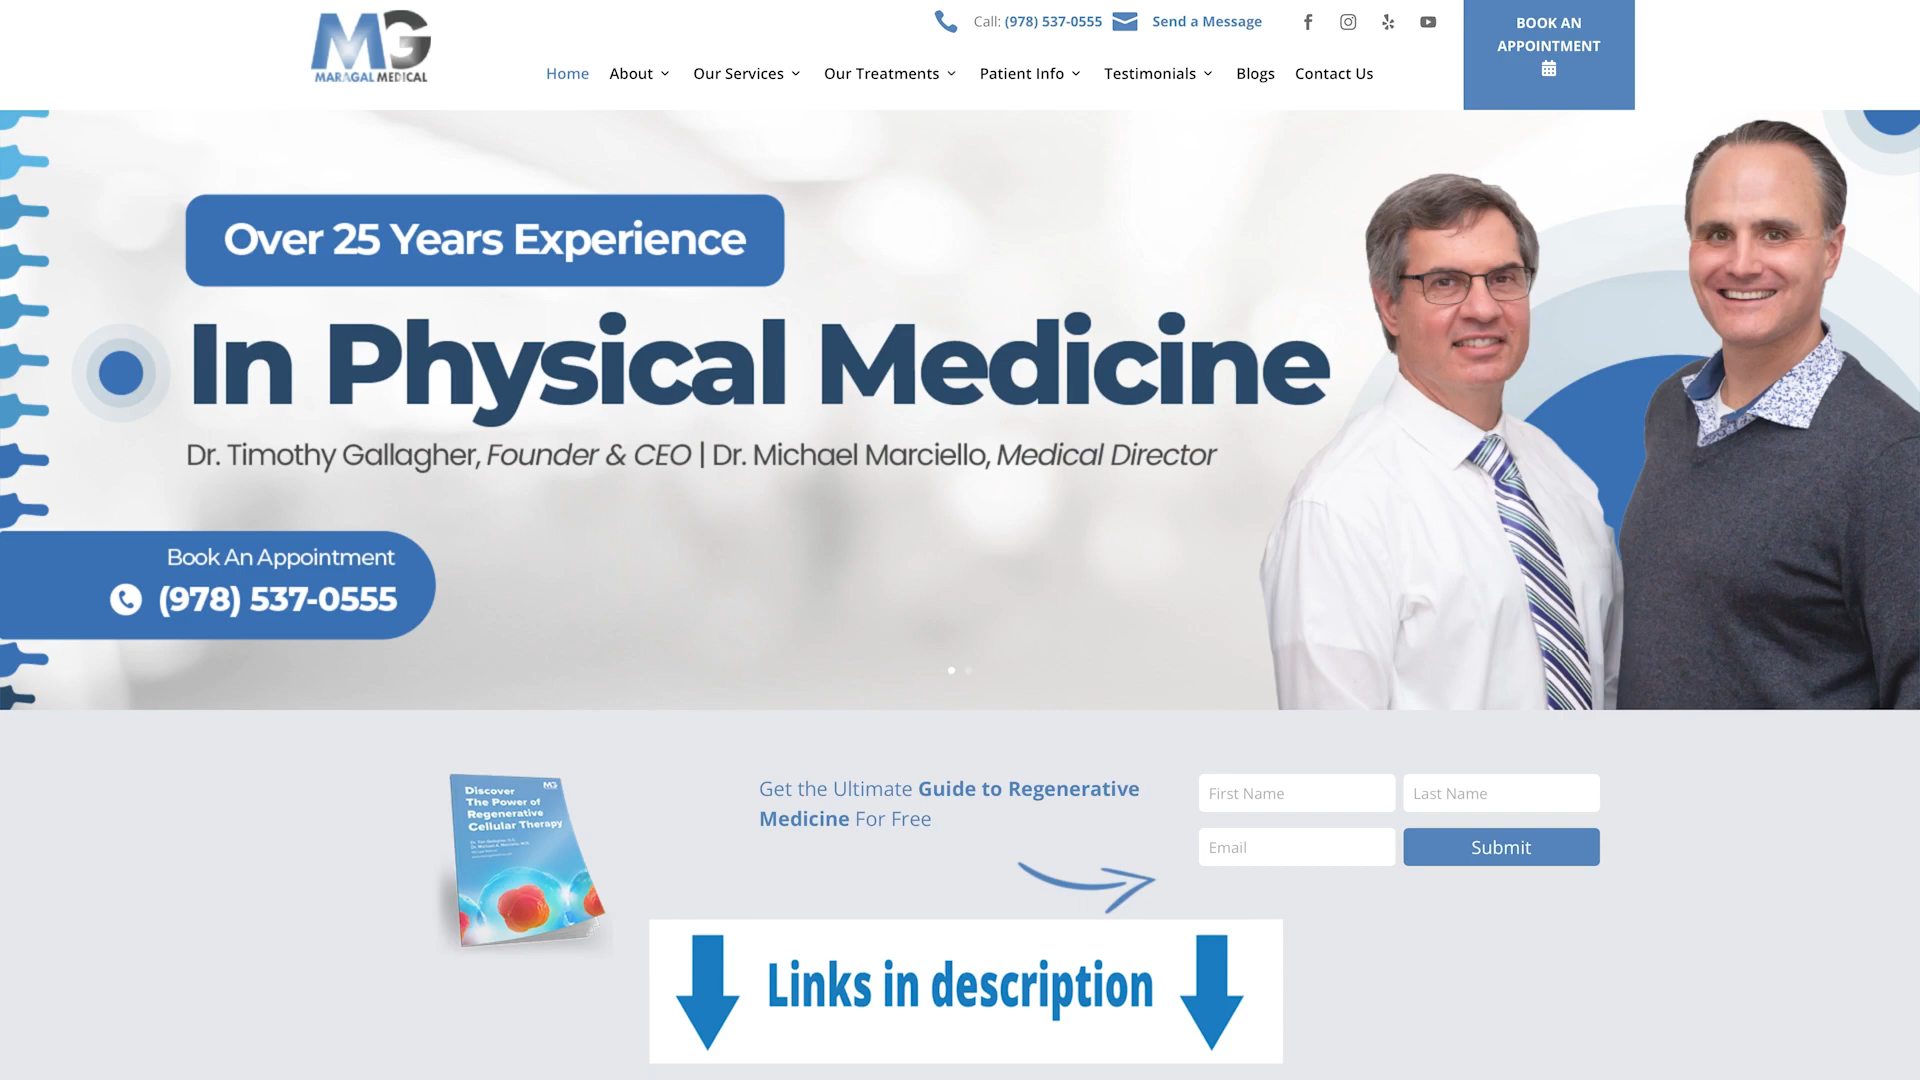 MG
MARAGAL MEDICAL
Call: (978) 537-0555
Send a Message
BOOK AN
APPOINTMENT
Home
About
Our Services
Our Treatments
Patient Info
Testimonials
Blogs
Contact Us
Over 25 Years Experience
In Physical Medicine
Dr. Timothy Gallagher, Founder & CEO | Dr. Michael Marciello, Medical Director
Book An Appointment
(978) 537-0555
MG
Discover
The Power of
Regenerative
Cellular Therapy
Get the Ultimate Guide to Regenerative
Medicine For Free
First Name
Last Name
Email
Submit
Links in description